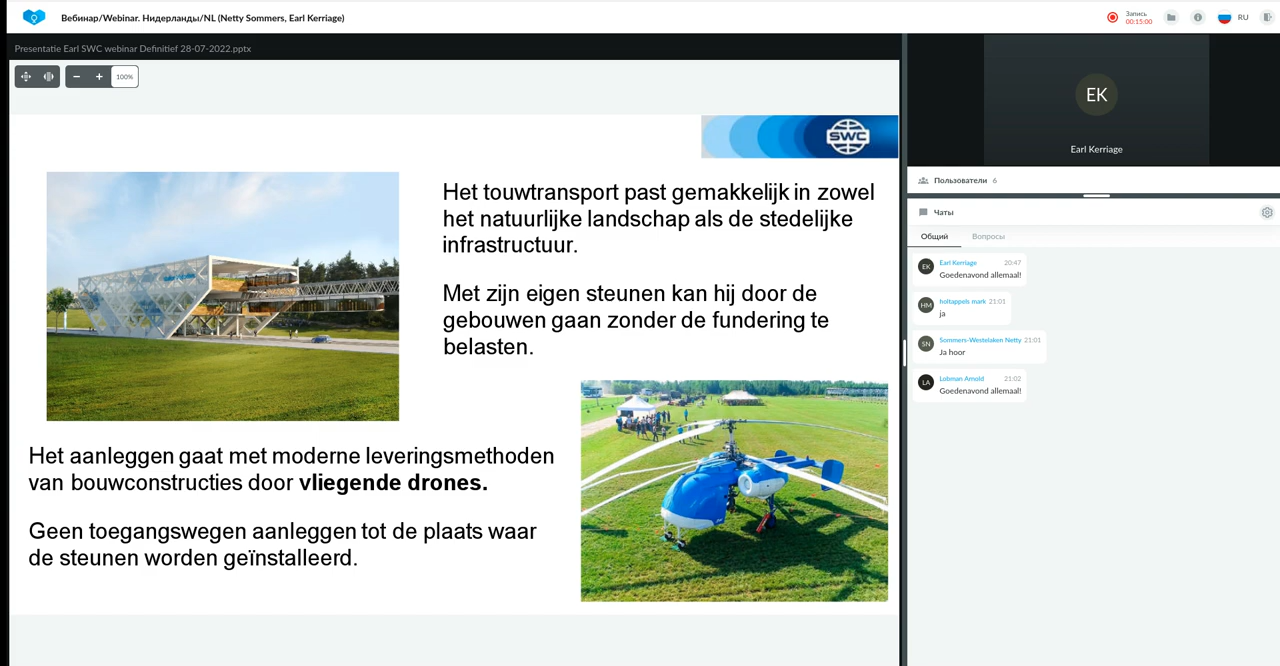 Вебинар/Webinar. Нидерланды/NL (Netty Sommers, Earl Kerriage)
Запись
00:15:00
RU
Presentatie Earl SWC webinar Definitief 28-07-2022.pptx
100%
SWC
Het touwtransport past gemakkelijk in zowel
het natuurlijke landschap als de stedelijke
infrastructuur.
Met zijn eigen steunen kan hij door de
gebouwen gaan zonder de fundering te
belasten.
Het aanleggen gaat met moderne leveringsmethoden
van bouwconstructies door vliegende drones.
Geen toegangswegen aanleggen tot de plaats waar
de steunen worden geïnstalleerd.
EK
Earl Kerriage
Пользователи 6
Чаты
Общий Вопросы
EK Earl Kerriage 20:47
Goedenavond allemaal!
HM holtappels mark 21:01
ja
SN Sommers-Westelaken Netty 21:01
Ja hoor
LA Lobman Arnold 21:02
Goedenavond allemaal!